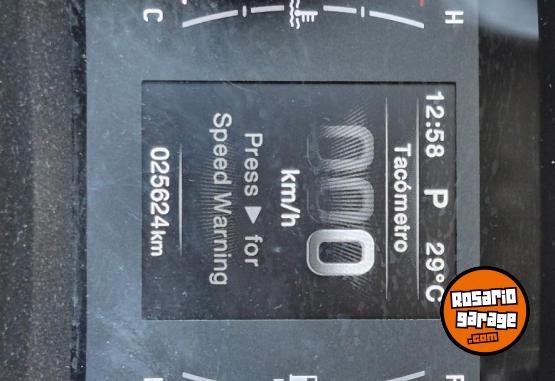 C H
12:58 P 29°C
Tacómetro
000
km/h
Press ▶ for
Speed Warning
025624km
Rosario
garage
.com